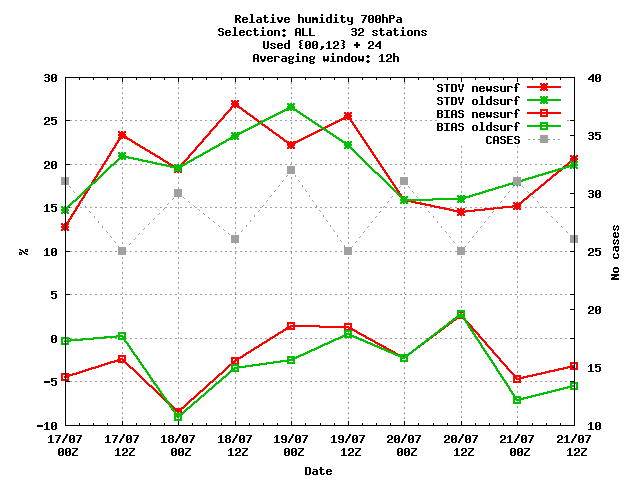 Relative humidity 700hPa
Selection: ALL 32 stations
Used {00,12} + 24
Averaging window: 12h
30 40
STDV newsurf
STDV oldsurf
BIAS newsurf
BIAS oldsurf
CASES
25
35
20
15
30
10
25
5
20
0
15
-5
-10 10
%
No cases
17/07 17/07 18/07 18/07 19/07 19/07 20/07 20/07 21/07 21/07
00Z 12Z 00Z 12Z 00Z 12Z 00Z 12Z 00Z 12Z
Date